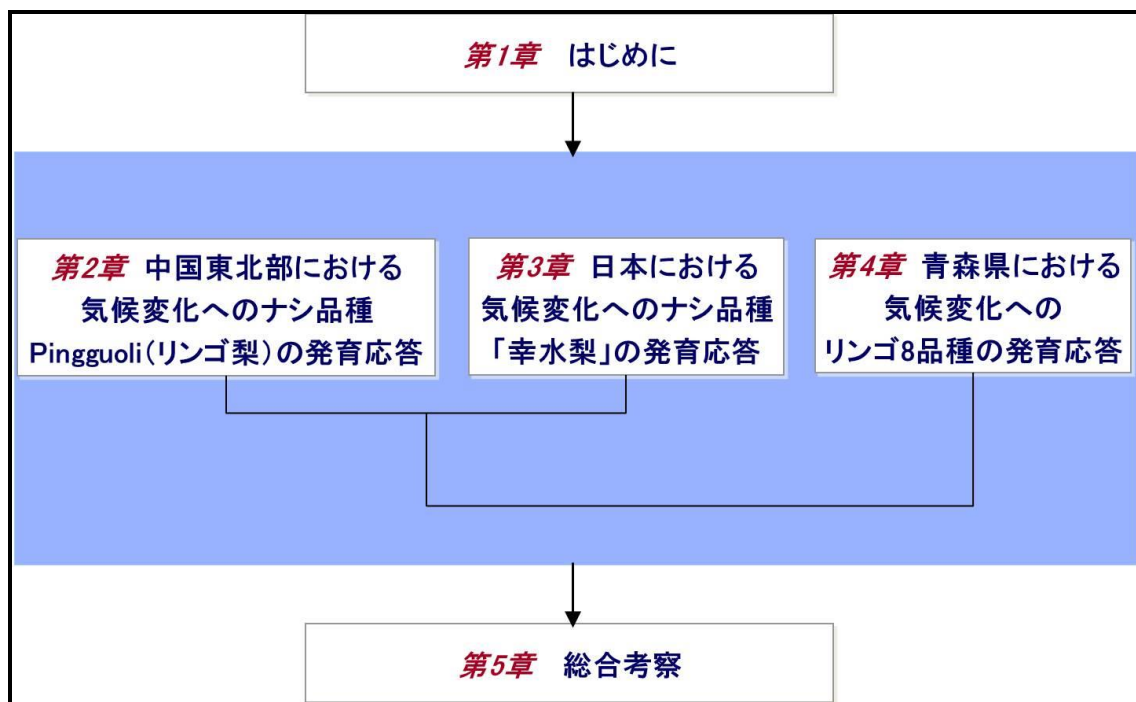 第1章 はじめに
第2章 中国東北部における
気候変化へのナシ品種
Pingguoli(リンゴ梨)の発育応答
第3章 日本における
気候変化へのナシ品種
「幸水梨」の発育応答
第4章 青森県における
気候変化への
リンゴ8品種の発育応答
第5章 総合考察